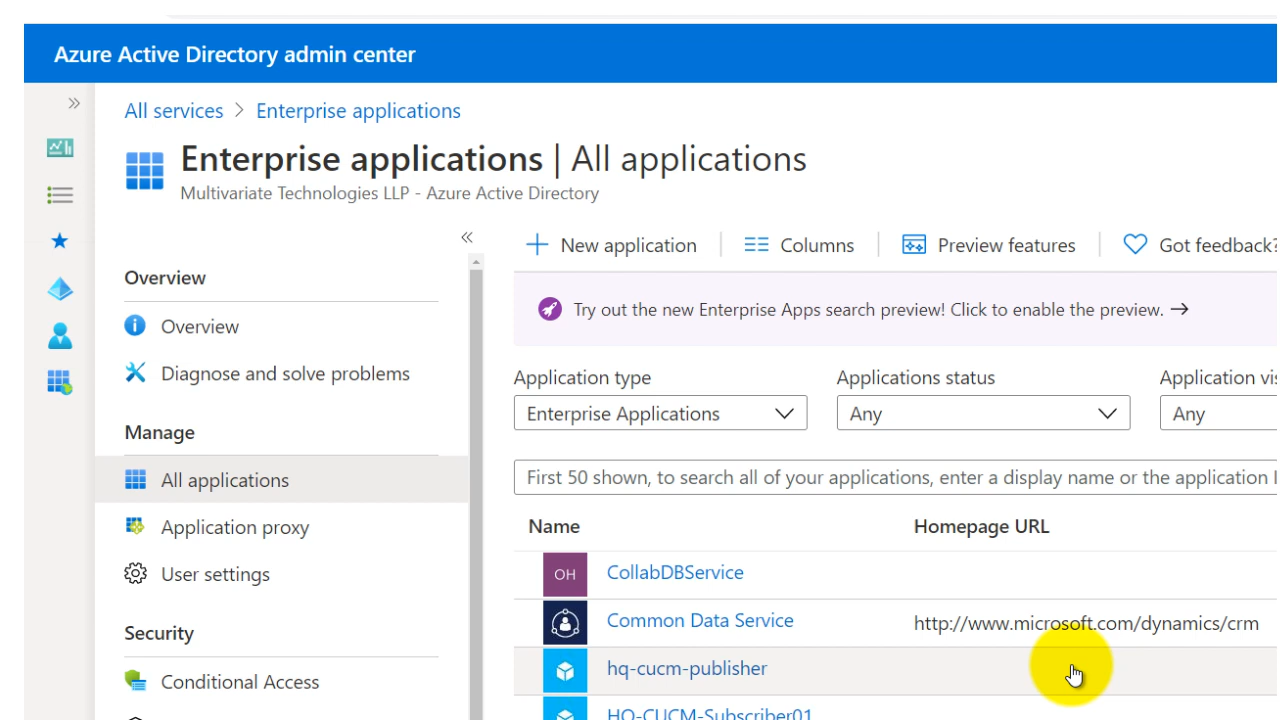 Azure Active Directory admin center
All services > Enterprise applications
Enterprise applications | All applications
Multivariate Technologies LLP - Azure Active Directory
New application
Columns
Preview features
Got feedback?
Overview
Overview
Diagnose and solve problems
Manage
All applications
Application proxy
User settings
Security
Conditional Access
Try out the new Enterprise Apps search preview! Click to enable the preview. →
Application type
Applications status
Application vis
Enterprise Applications
Any
Any
First 50 shown, to search all of your applications, enter a display name or the application I
Name
Homepage URL
OH
CollabDBService
Common Data Service
http://www.microsoft.com/dynamics/crm
hq-cucm-publisher
HQ-CUCM-Subscriber01